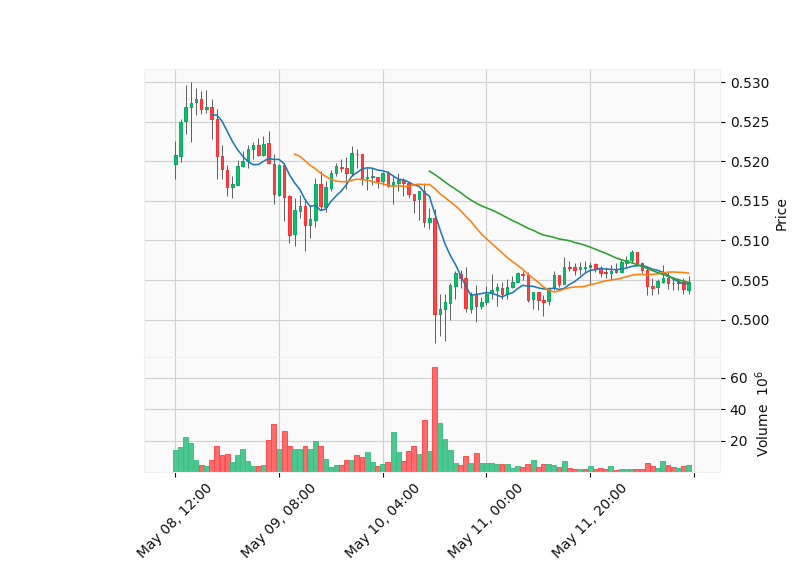 0.530
0.525
0.520
0.515
0.510
0.505
0.500
Price
60
40
20
Volume 10^6
May 08, 12:00
May 09, 08:00
May 10, 04:00
May 11, 00:00
May 11, 20:00